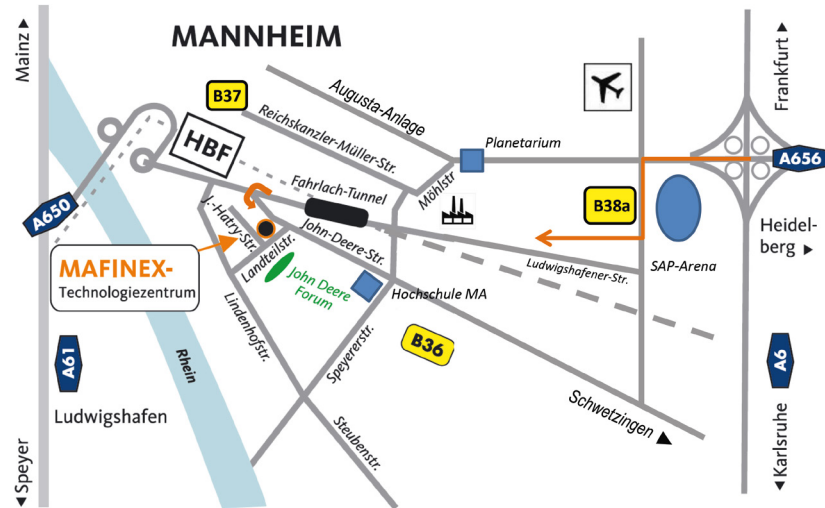 Mainz
MANNHEIM
B37
Augusta-Anlage
Reichskanzler-Müller-Str.
HBF
Planetarium
Möhlstr
Fahrlach-Tunnel
Frankfurt
A656
B38a
Heidel-
berg
SAP-Arena
Ludwigshafener-Str.
A650
J.-Hatry-Str.
Landteilstr.
John-Deere-Str.
MAFINEX-
Technologiezentrum
John Deere
Forum
Hochschule MA
Lindenhofstr.
Speyererstr.
B36
Rhein
A61
A6
Ludwigshafen
Steubenstr.
Schwetzingen
Speyer
Karlsruhe